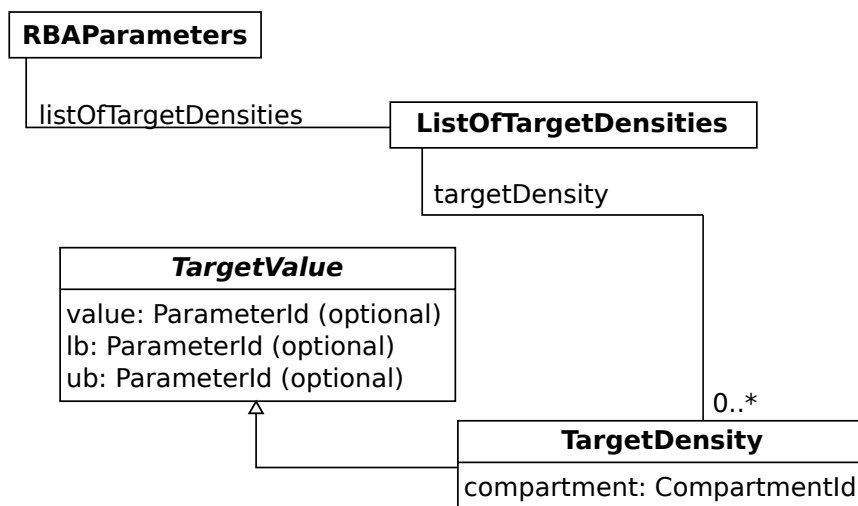 RBAParameters
listOfTargetDensities
ListOfTargetDensities
targetDensity
TargetValue
value: ParameterId (optional)
lb: ParameterId (optional)
ub: ParameterId (optional)
0..*
TargetDensity
compartment: CompartmentId